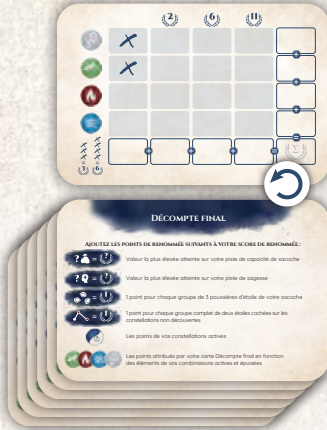 2 6 11
Σ
DÉCOMPTE FINAL
AJOUTEZ LES POINTS DE RENOMMÉE SUIVANTS À VOTRE SCORE DE RENOMMÉE :
? = ? Valeur la plus élevée atteinte sur votre piste de capacité de sacoche
? = ? Valeur la plus élevée atteinte sur votre piste de sagesse
= 1 1 point pour chaque groupe de 3 poussières d'étoile de votre sacoche
= 1 1 point pour chaque groupe complet de deux étoiles cochées sur les
constellations non découvertes
Les points de vos constellations actives
Les points attribués par votre carte Décompte final en fonction
des éléments de vos combinaisons actives et épuisées